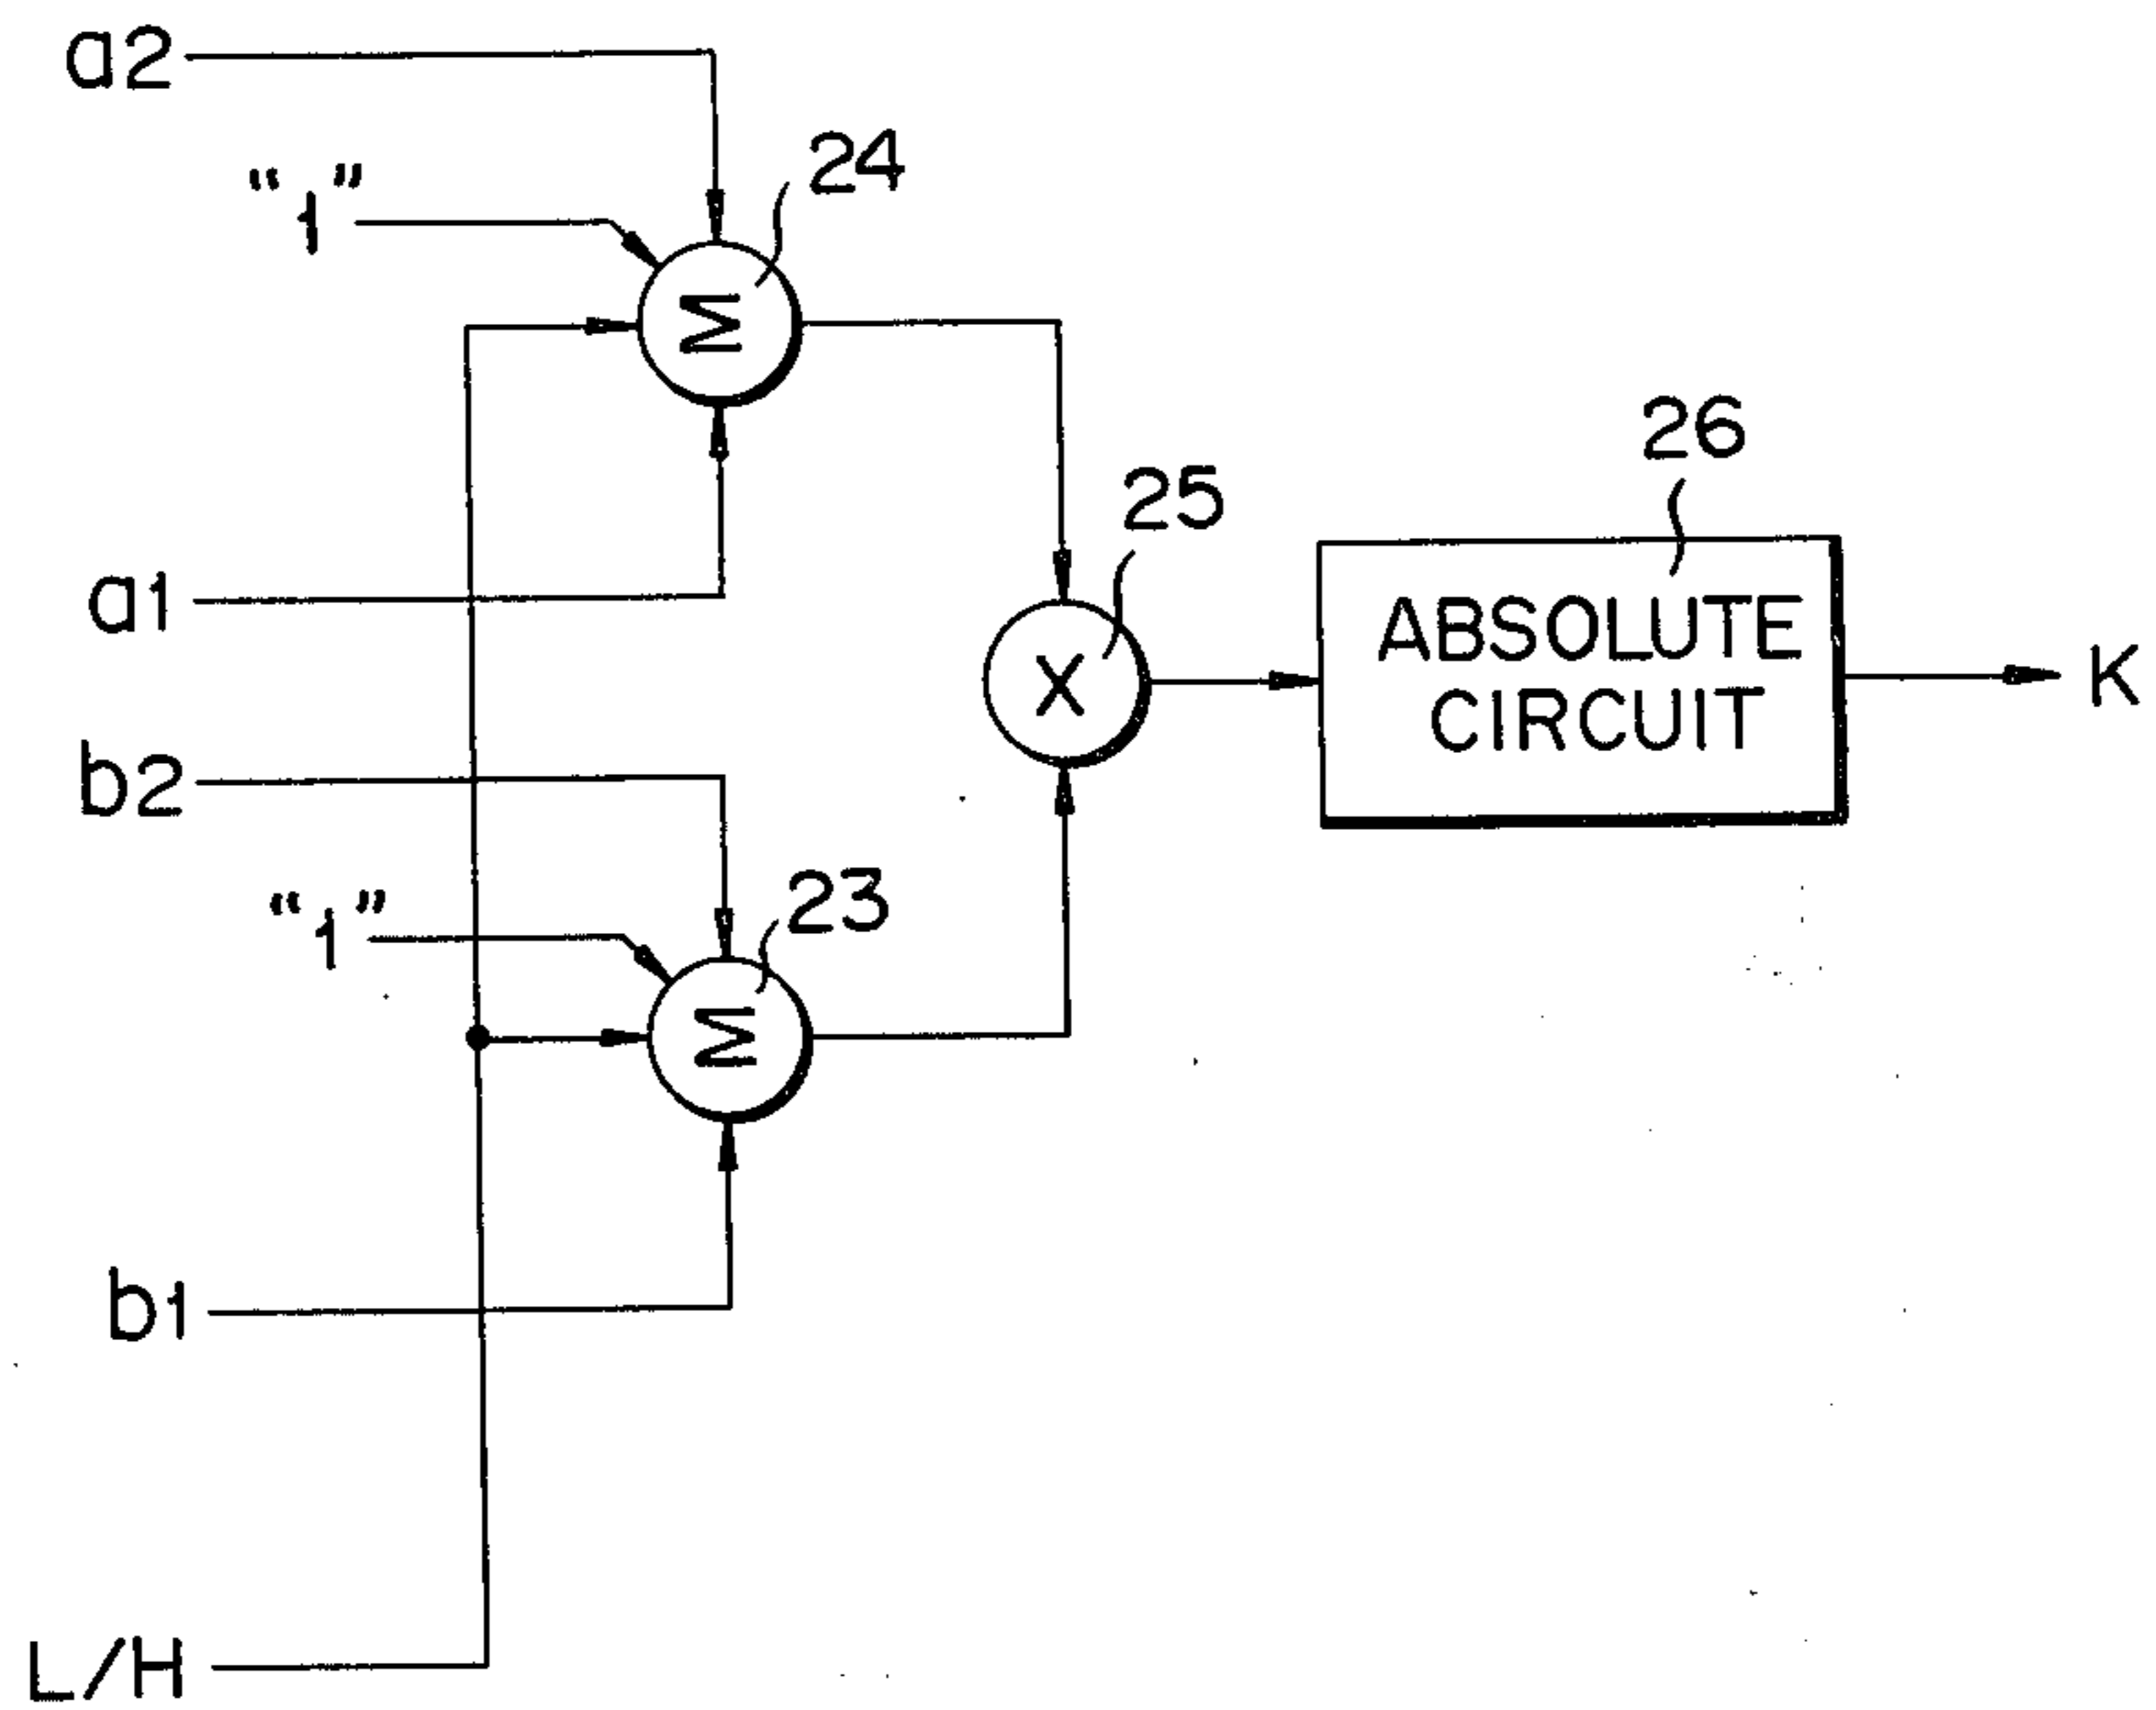 a2
“1”
24
Σ
a1
26
25
ABSOLUTE
CIRCUIT
X
K
b2
“1”
23
Σ
b1
L/H